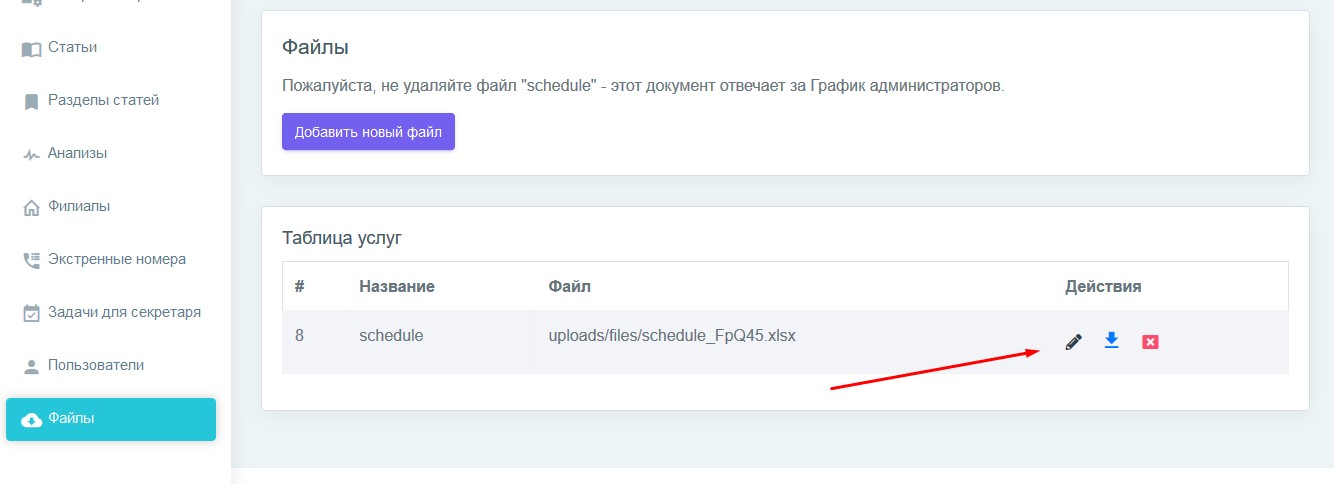 Статьи
Разделы статей
Анализы
Филиалы
Экстренные номера
Задачи для секретаря
Пользователи
Файлы
Файлы
Пожалуйста, не удаляйте файл "schedule" - этот документ отвечает за График администраторов.
Добавить новый файл
Таблица услуг
# Название Файл Действия
8 schedule uploads/files/schedule_FpQ45.xlsx